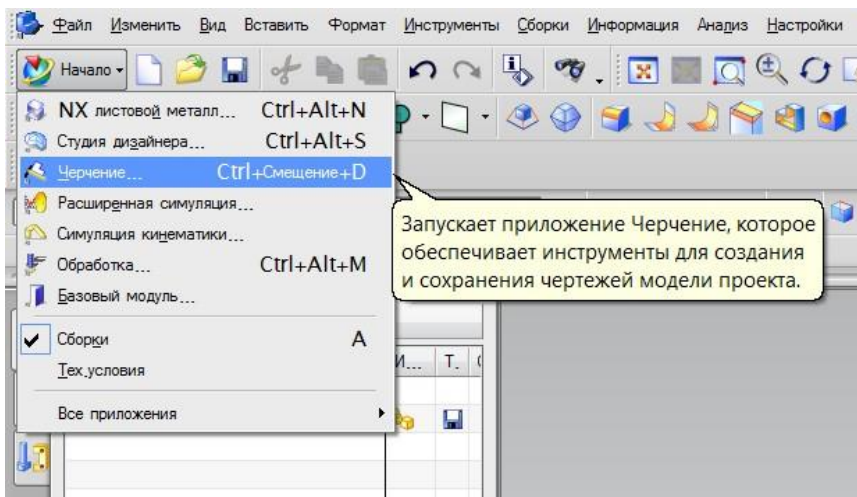 Файл Изменить Вид Вставить Формат Инструменты Сборки Информация Анализ Настройки
Начало
NX листовой металл... Ctrl+Alt+N
Студия дизайнера... Ctrl+Alt+S
Черчение... Ctrl+Смещение+D
Расширенная симуляция...
Симуляция кинематики...
Обработка... Ctrl+Alt+M
Базовый модуль...
Сборки A
Тех.условия
Все приложения
Запускает приложение Черчение, которое
обеспечивает инструменты для создания
и сохранения чертежей модели проекта.
И... Т.